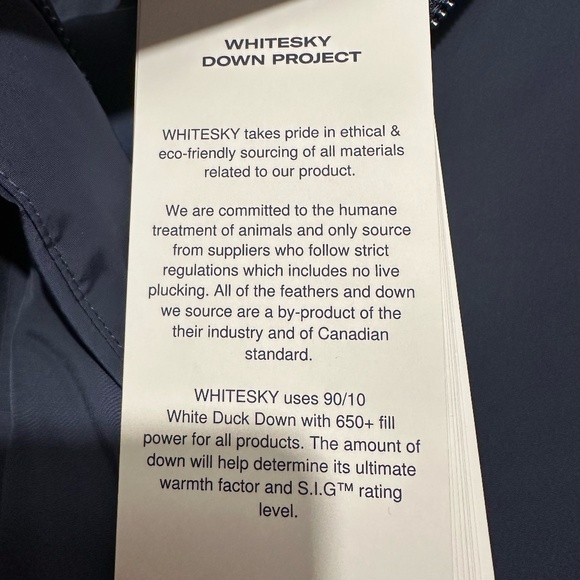 WHITESKY
DOWN PROJECT
WHITESKY takes pride in ethical &
eco-friendly sourcing of all materials
related to our product.
We are committed to the humane
treatment of animals and only source
from suppliers who follow strict
regulations which includes no live
plucking. All of the feathers and down
we source are a by-product of the
their industry and of Canadian
standard.
WHITESKY uses 90/10
White Duck Down with 650+ fill
power for all products. The amount of
down will help determine its ultimate
warmth factor and S.I.G™ rating
level.